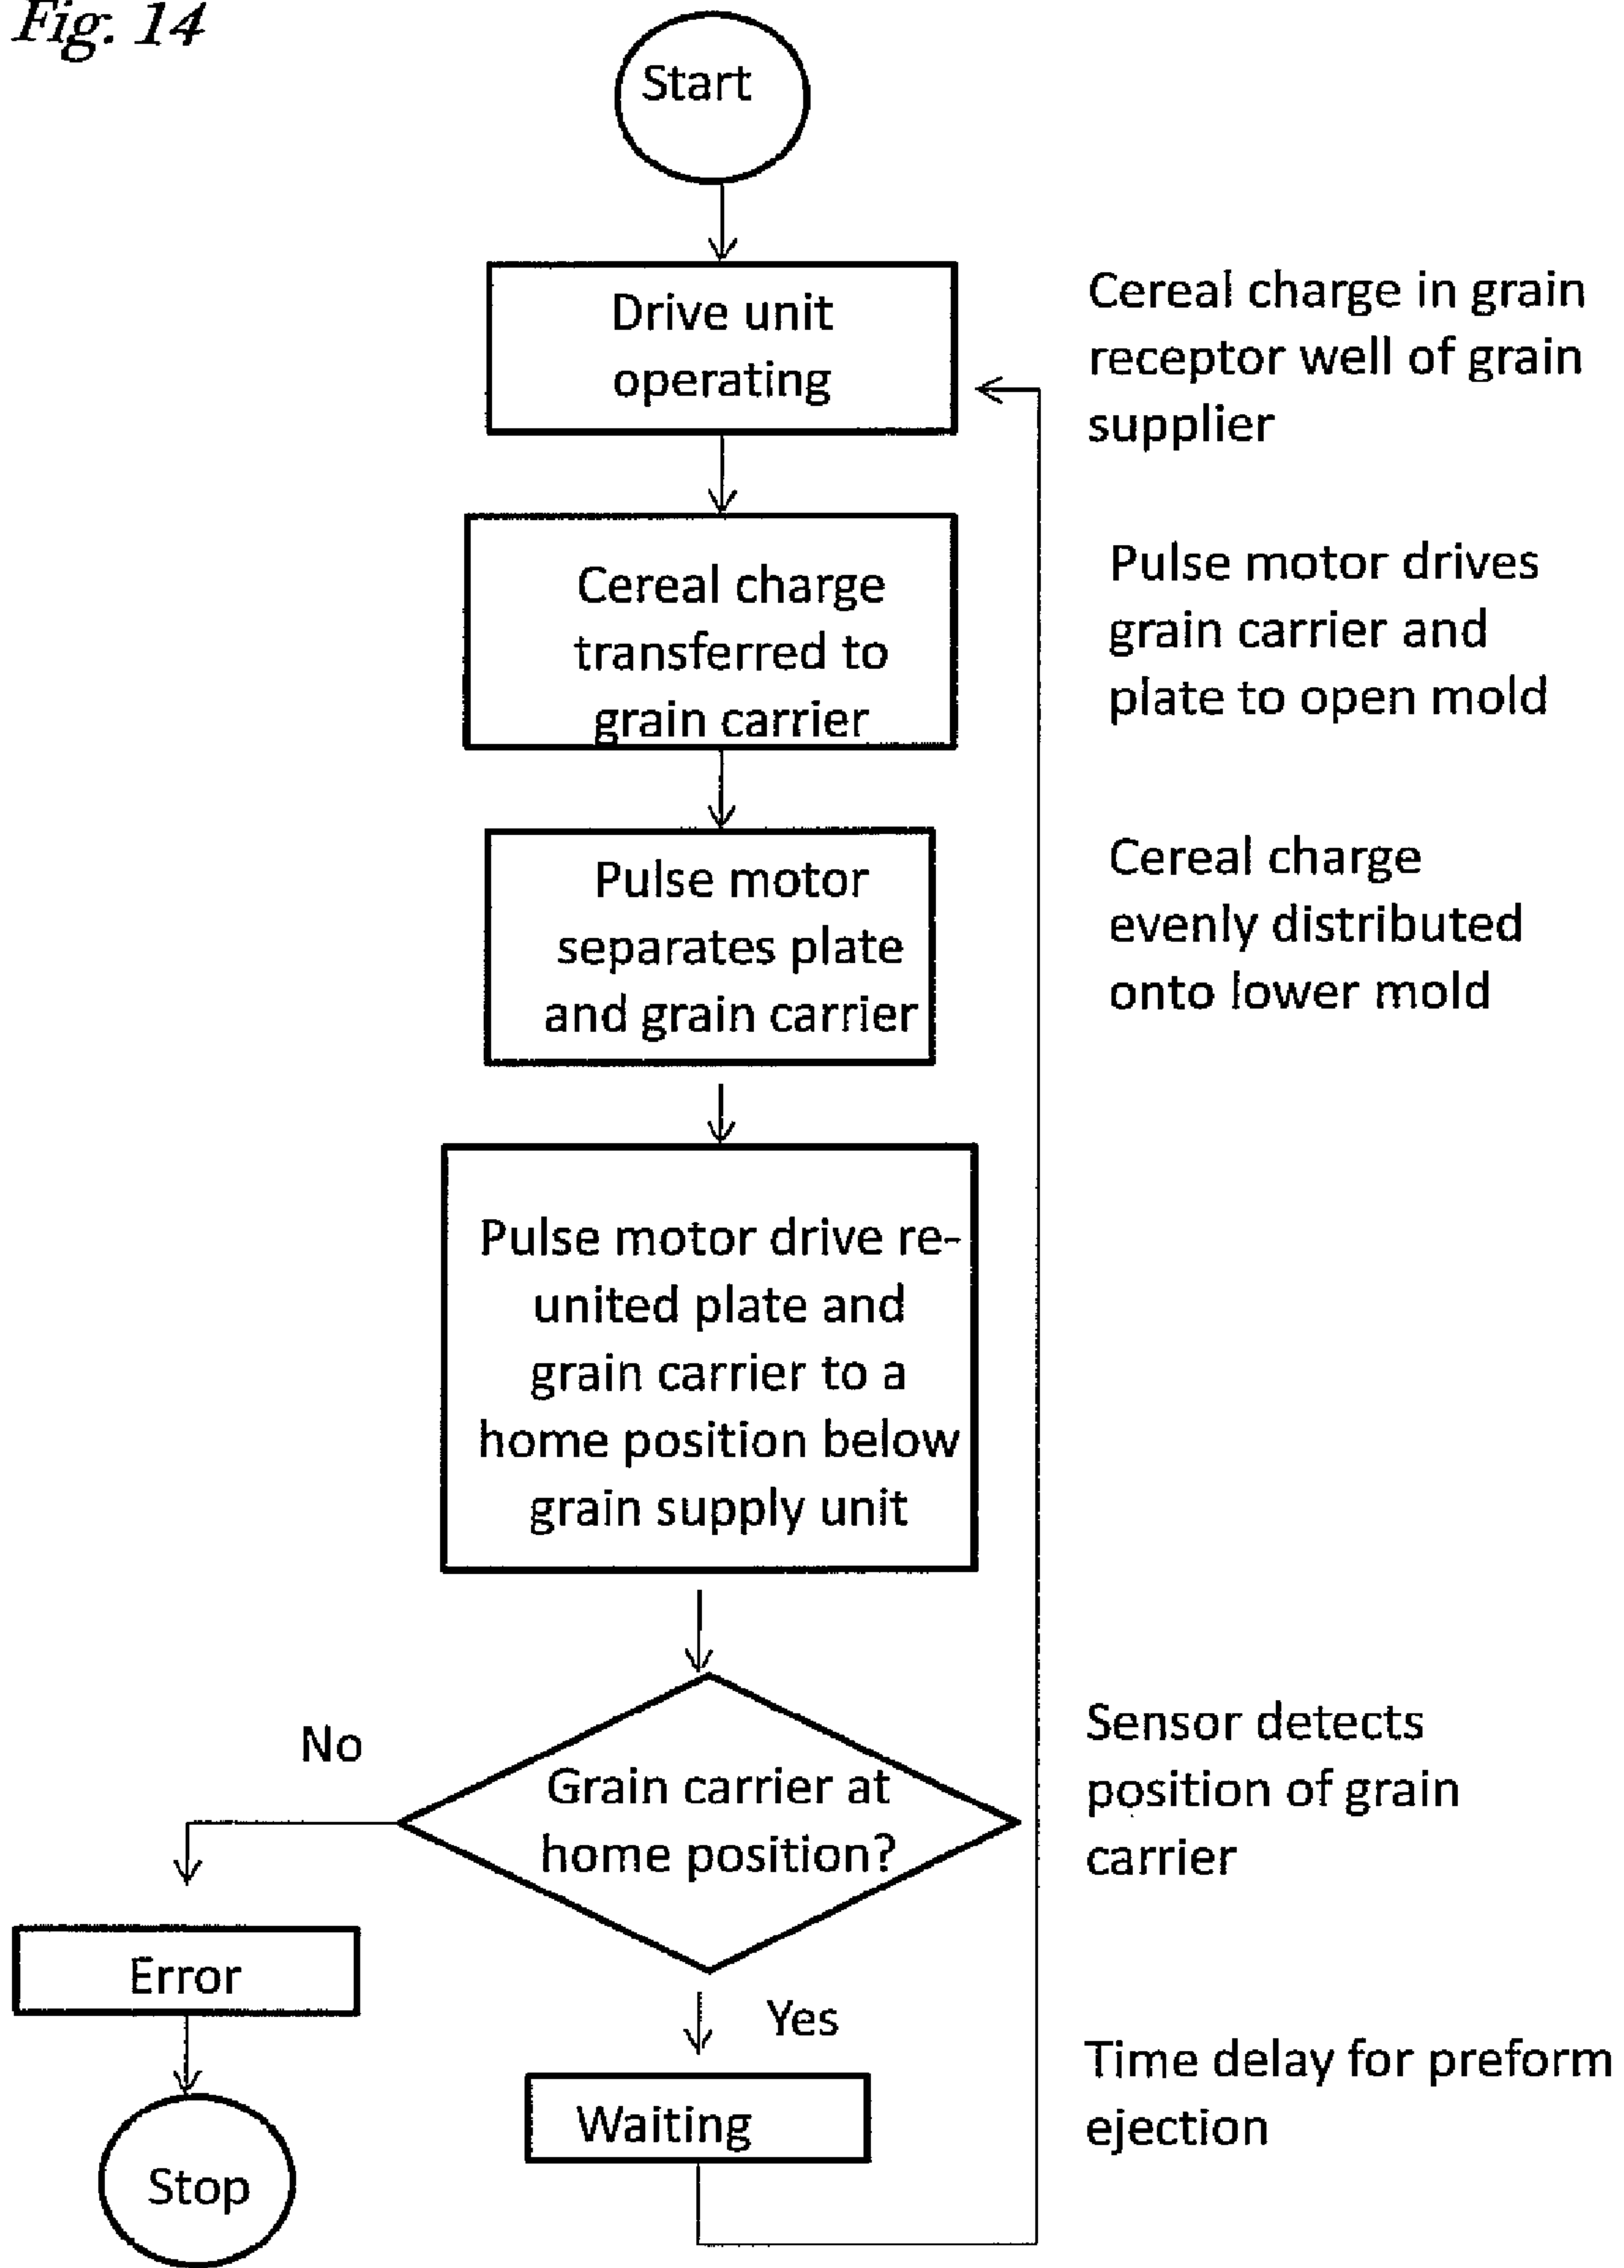 Fig. 14
Start
Drive unit
operating
Cereal charge in grain
receptor well of grain
supplier
Cereal charge
transferred to
grain carrier
Pulse motor drives
grain carrier and
plate to open mold
Pulse motor
separates plate
and grain carrier
Cereal charge
evenly distributed
onto lower mold
Pulse motor drive re-
united plate and
grain carrier to a
home position below
grain supply unit
No
Grain carrier at
home position?
Sensor detects
position of grain
carrier
Error
Yes
Stop
Waiting
Time delay for preform
ejection